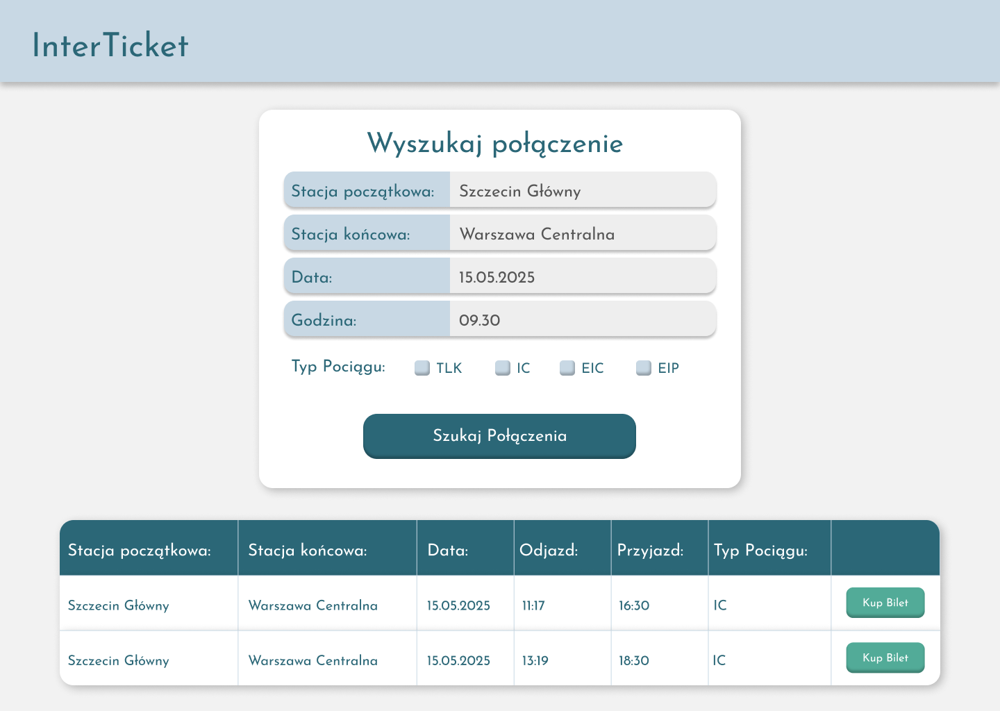 InterTicket
Wyszukaj połączenie
Stacja początkowa: Szczecin Główny
Stacja końcowa: Warszawa Centralna
Data: 15.05.2025
Godzina: 09.30
Typ Pociągu: TLK IC EIC EIP
Szukaj Połączenia
Stacja początkowa: Stacja końcowa: Data: Odjazd: Przyjazd: Typ Pociągu:
Szczecin Główny Warszawa Centralna 15.05.2025 11:17 16:30 IC Kup Bilet
Szczecin Główny Warszawa Centralna 15.05.2025 13:19 18:30 IC Kup Bilet